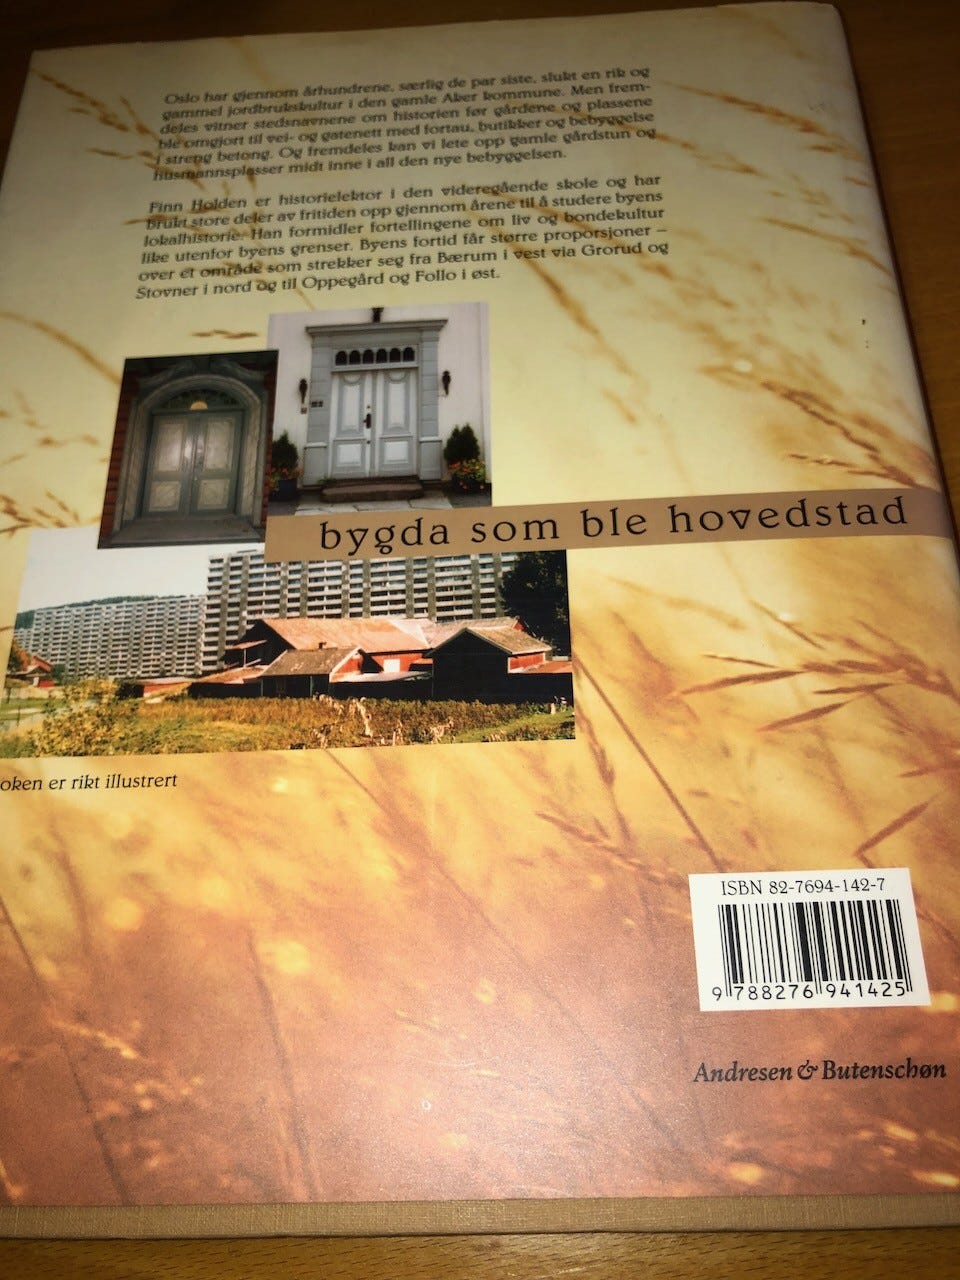 Oslo har gjennom århundrene, særlig de par siste, slukt en rik og
gammel jordbrukskultur i den gamle Aker kommune. Men frem-
deles vitner stedsnavnene om historien før gårdene og plassene
ble omgjort til vei- og gatenett med fortau, butikker og bebyggelse
i streng betong. Og fremdeles kan vi lete opp gamle gårdstun og
husmannsplasser midt inne i all den nye bebyggelsen.
Finn Holden er historielektor i den videregående skole og har
brukt store deler av fritiden opp gjennom årene til å studere byens
lokalhistorie. Han formidler fortellingene om liv og bondekultur
like utenfor byens grenser. Byens fortid får større proporsjoner –
over et område som strekker seg fra Bærum i vest via Grorud og
Stovner i nord og til Oppegård og Follo i øst.
bygda som ble hovedstad
oken er rikt illustrert
ISBN 82-7694-142-7
9 788276 941425
Andresen & Butenschøn